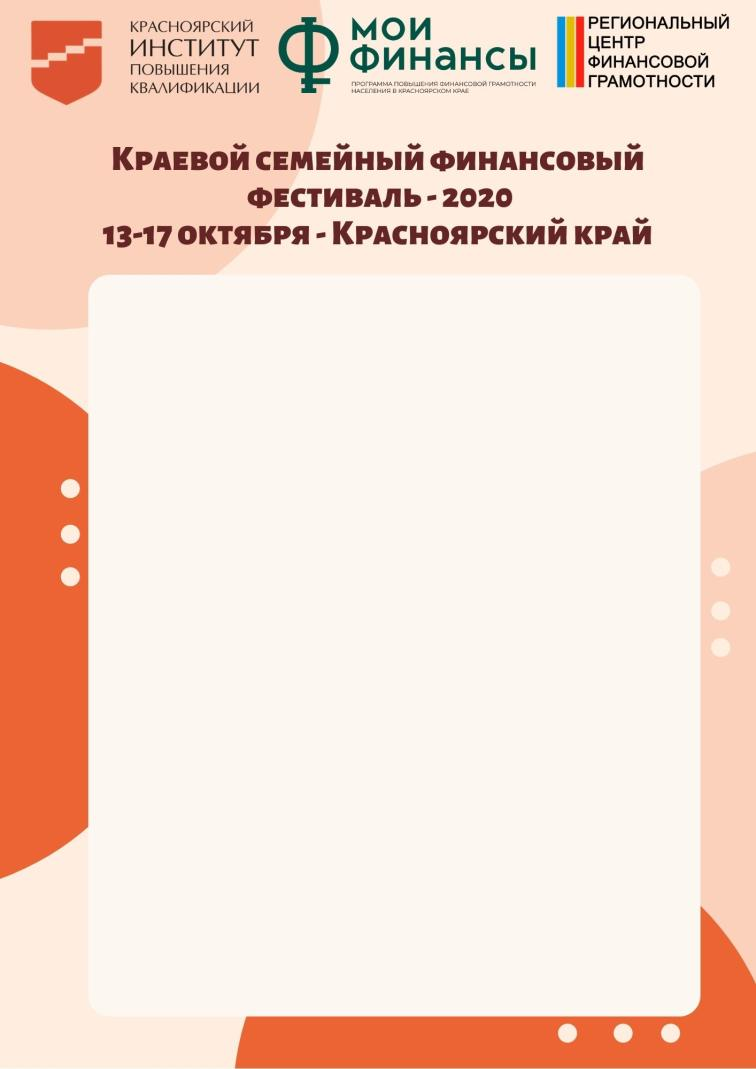 КРАСНОЯРСКИЙ
ИНСТИТУТ
ПОВЫШЕНИЯ
КВАЛИФИКАЦИИ
МОИ
ФИНАНСЫ
ПРОГРАММА ПОВЫШЕНИЯ ФИНАНСОВОЙ ГРАМОТНОСТИ
НАСЕЛЕНИЯ В КРАСНОЯРСКОМ КРАЕ
РЕГИОНАЛЬНЫЙ
ЦЕНТР
ФИНАНСОВОЙ
ГРАМОТНОСТИ
Краевой семейный финансовый
фестиваль - 2020
13-17 октября - Красноярский край